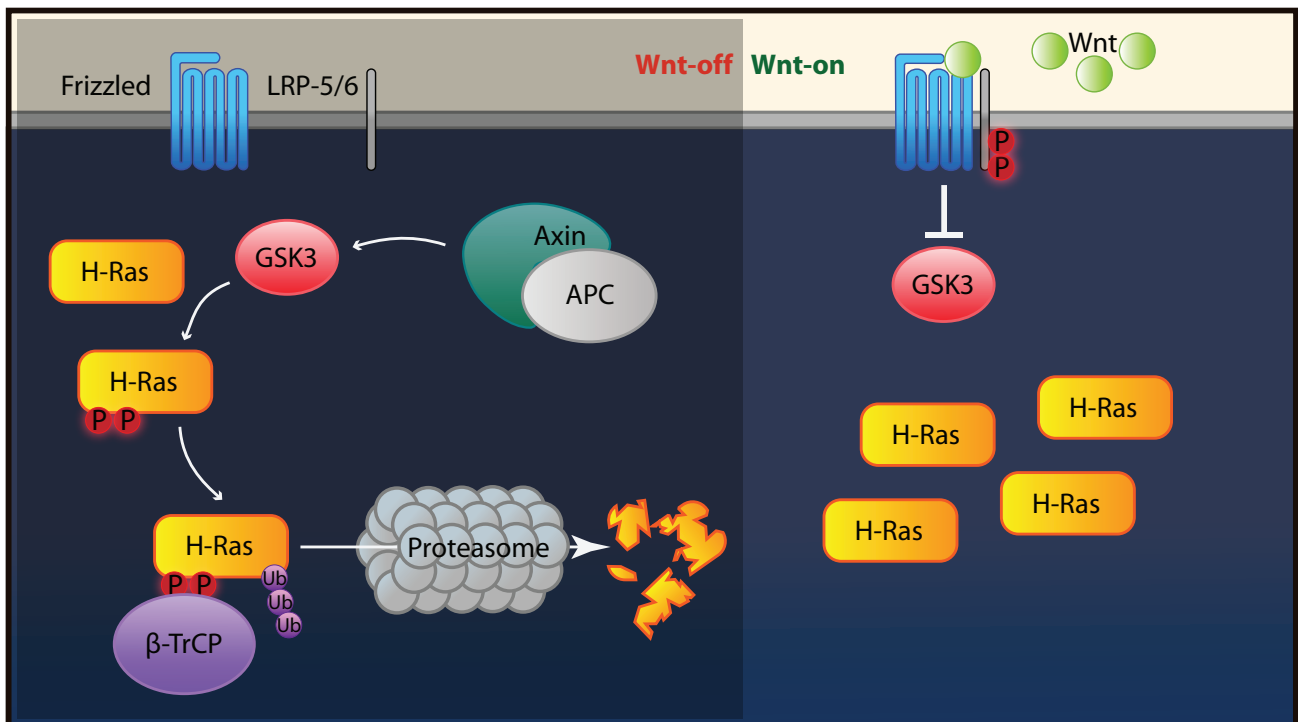 Wnt-off
Wnt-on
Wnt
Frizzled
LRP-5/6
P
P
Axin
APC
GSK3
H-Ras
GSK3
H-Ras
P P
H-Ras
H-Ras
H-Ras
H-Ras
H-Ras
P P
Ub
Ub
Ub
β-TrCP
Proteasome